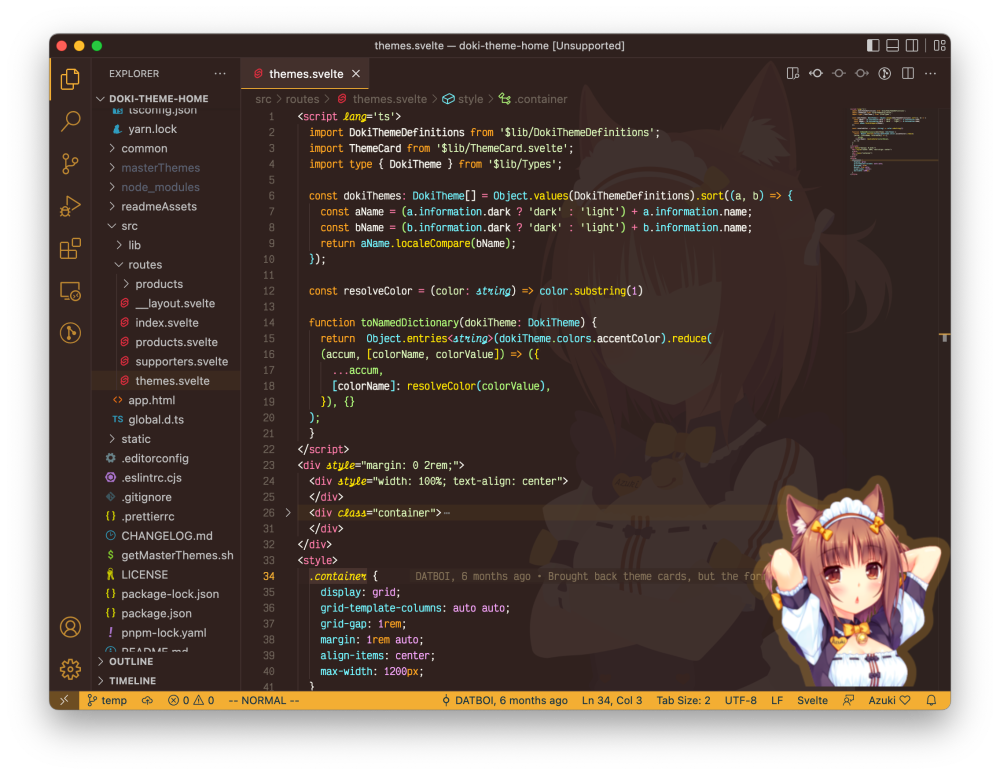 themes.svelte — doki-theme-home [Unsupported]
EXPLORER
DOKI-THEME-HOME
tsconfig.json
yarn.lock
common
masterThemes
node_modules
readmeAssets
src
lib
routes
products
__layout.svelte
index.svelte
products.svelte
supporters.svelte
themes.svelte
app.html
TS global.d.ts
static
.editorconfig
.eslintrc.cjs
.gitignore
{} .prettierrc
CHANGELOG.md
$ getMasterThemes.sh
LICENSE
{} package-lock.json
{} package.json
! pnpm-lock.yaml
README.md
OUTLINE
TIMELINE
themes.svelte
src > routes > themes.svelte > style > .container
1 <script lang='ts'>
2 import DokiThemeDefinitions from '$lib/DokiThemeDefinitions';
3 import ThemeCard from '$lib/ThemeCard.svelte';
4 import type { DokiTheme } from '$lib/Types';
5
6 const dokiThemes: DokiTheme[] = Object.values(DokiThemeDefinitions).sort((a, b) => {
7 const aName = (a.information.dark ? 'dark' : 'light') + a.information.name;
8 const bName = (b.information.dark ? 'dark' : 'light') + b.information.name;
9 return aName.localeCompare(bName);
10 });
11
12 const resolveColor = (color: string) => color.substring(1)
13
14 function toNamedDictionary(dokiTheme: DokiTheme) {
15 return Object.entries<string>(dokiTheme.colors.accentColor).reduce(
16 (accum, [colorName, colorValue]) => ({
17 ...accum,
18 [colorName]: resolveColor(colorValue),
19 }), {}
20 );
21 }
22 </script>
23 <div style="margin: 0 2rem;">
24 <div style="width: 100%; text-align: center">
25 </div>
26 <div class="container">⋯
31 </div>
32 </div>
33 <style>
34 .container { DATBOI, 6 months ago • Brought back theme cards, but the for
35 display: grid;
36 grid-template-columns: auto auto;
37 grid-gap: 1rem;
38 margin: 1rem auto;
39 align-items: center;
40 max-width: 1200px;
41 }
temp
0 0
-- NORMAL --
DATBOI, 6 months ago
Ln 34, Col 3
Tab Size: 2
UTF-8
LF
Svelte
Azuki ♡